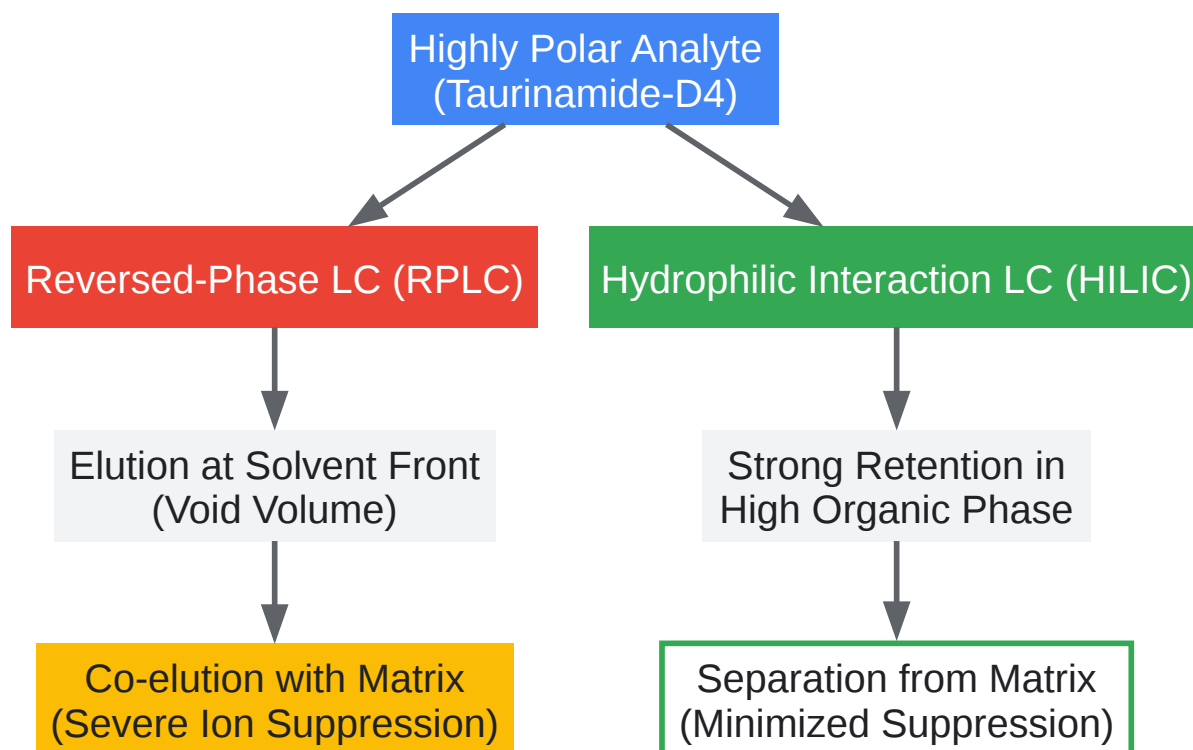 Highly Polar Analyte
(Taurinamide-D4)
Reversed-Phase LC (RPLC)
Hydrophilic Interaction LC (HILIC)
Elution at Solvent Front
(Void Volume)
Strong Retention in
High Organic Phase
Co-elution with Matrix
(Severe Ion Suppression)
Separation from Matrix
(Minimized Suppression)